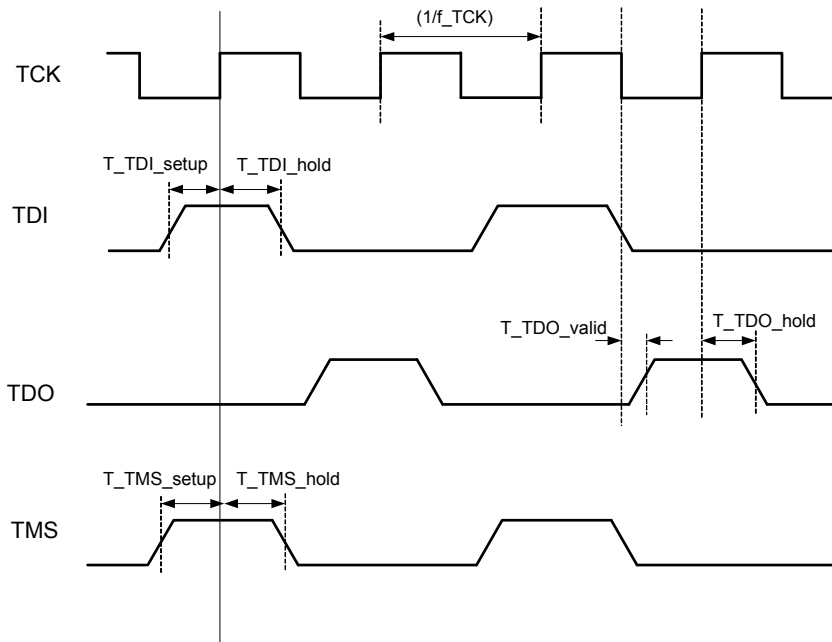 (1/f_TCK)
TCK
T_TDI_setup
T_TDI_hold
TDI
T_TDO_valid
T_TDO_hold
TDO
T_TMS_setup
T_TMS_hold
TMS